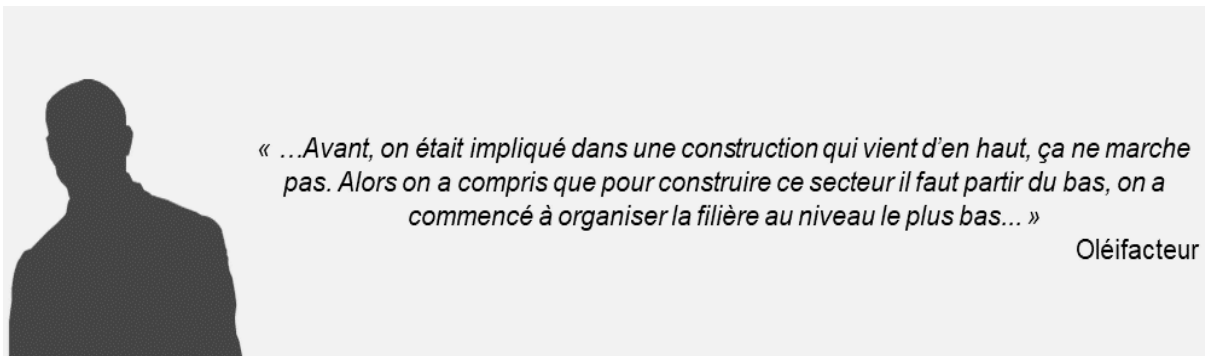 « …Avant, on était impliqué dans une construction qui vient d'en haut, ça ne marche
pas. Alors on a compris que pour construire ce secteur il faut partir du bas, on a
commencé à organiser la filière au niveau le plus bas... »
Oléifacteur